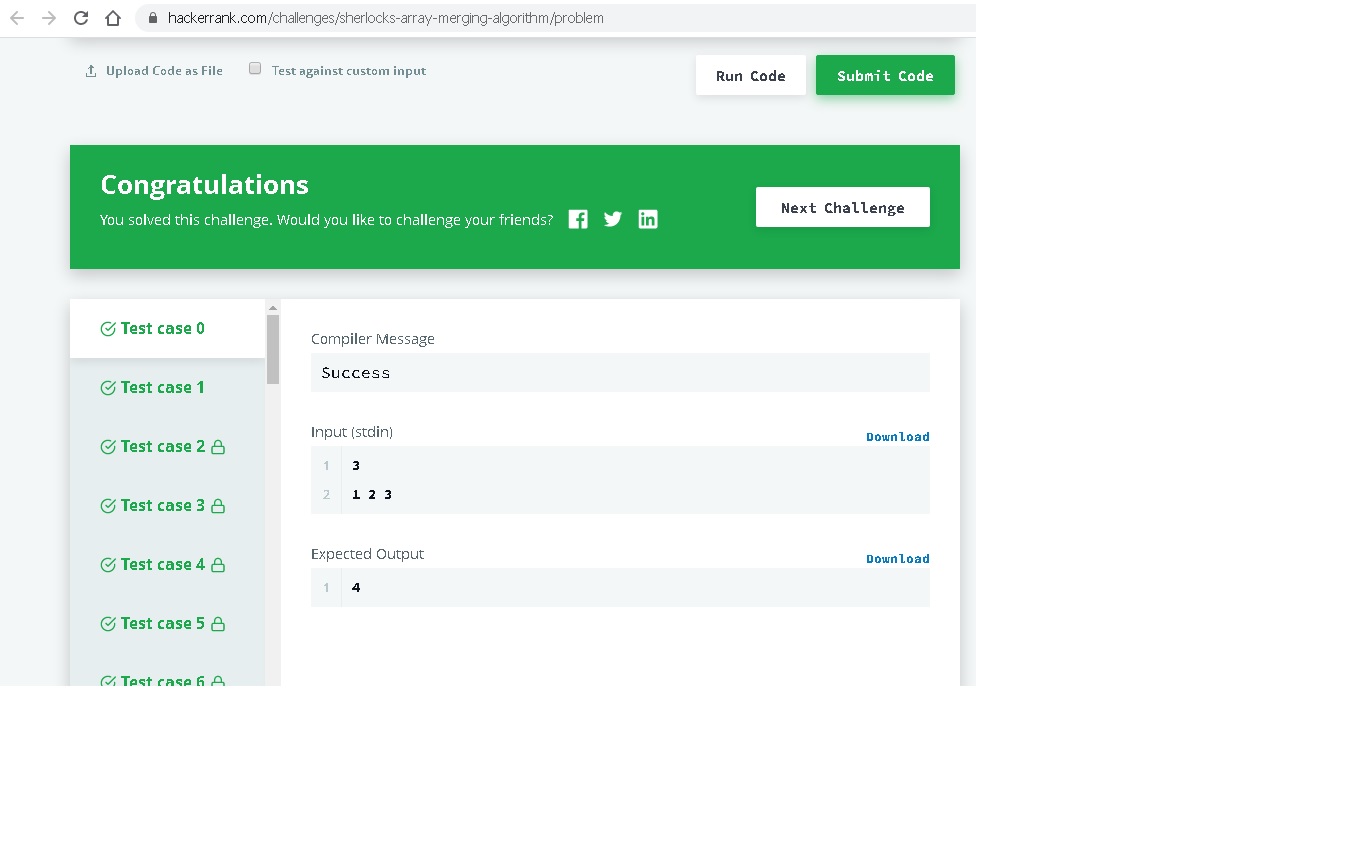 hackerrank.com/challenges/sherlocks-array-merging-algorithm/problem
Upload Code as File Test against custom input Run Code Submit Code
Congratulations
You solved this challenge. Would you like to challenge your friends?
Next Challenge
Test case 0
Test case 1
Test case 2
Test case 3
Test case 4
Test case 5
Test case 6
Compiler Message
Success
Input (stdin) Download
1 3
2 1 2 3
Expected Output Download
1 4